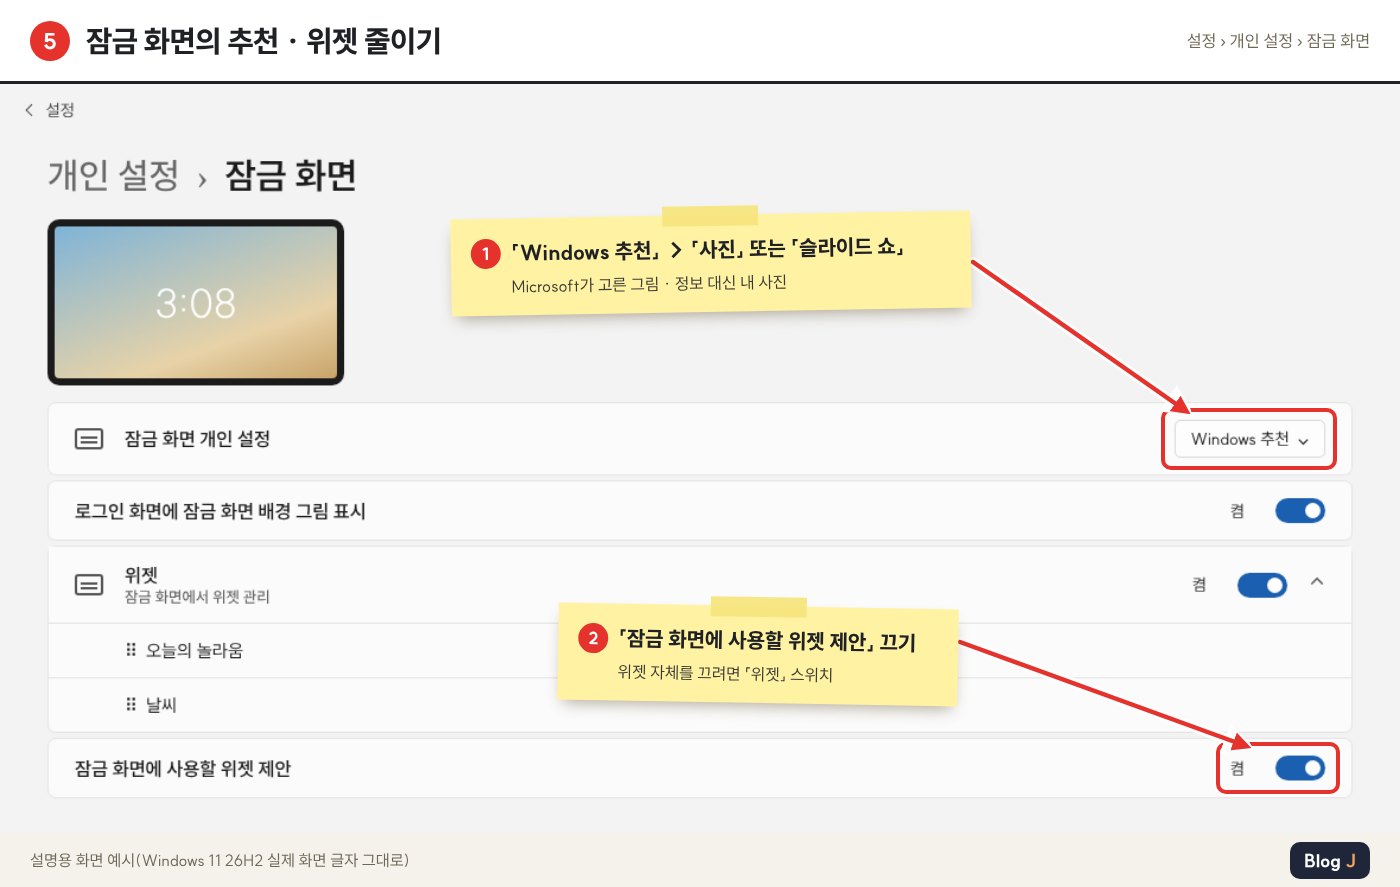 5 잠금 화면의 추천 · 위젯 줄이기
설정 › 개인 설정 › 잠금 화면
설정
개인 설정 › 잠금 화면
3:08
1 「Windows 추천」 > 「사진」 또는 「슬라이드 쇼」
Microsoft가 고른 그림 · 정보 대신 내 사진
잠금 화면 개인 설정
Windows 추천
로그인 화면에 잠금 화면 배경 그림 표시
켬
위젯
잠금 화면에서 위젯 관리
켬
2 「잠금 화면에 사용할 위젯 제안」 끄기
위젯 자체를 끄려면 「위젯」 스위치
오늘의 놀라움
날씨
잠금 화면에 사용할 위젯 제안
켬
설명용 화면 예시(Windows 11 26H2 실제 화면 글자 그대로)
Blog J